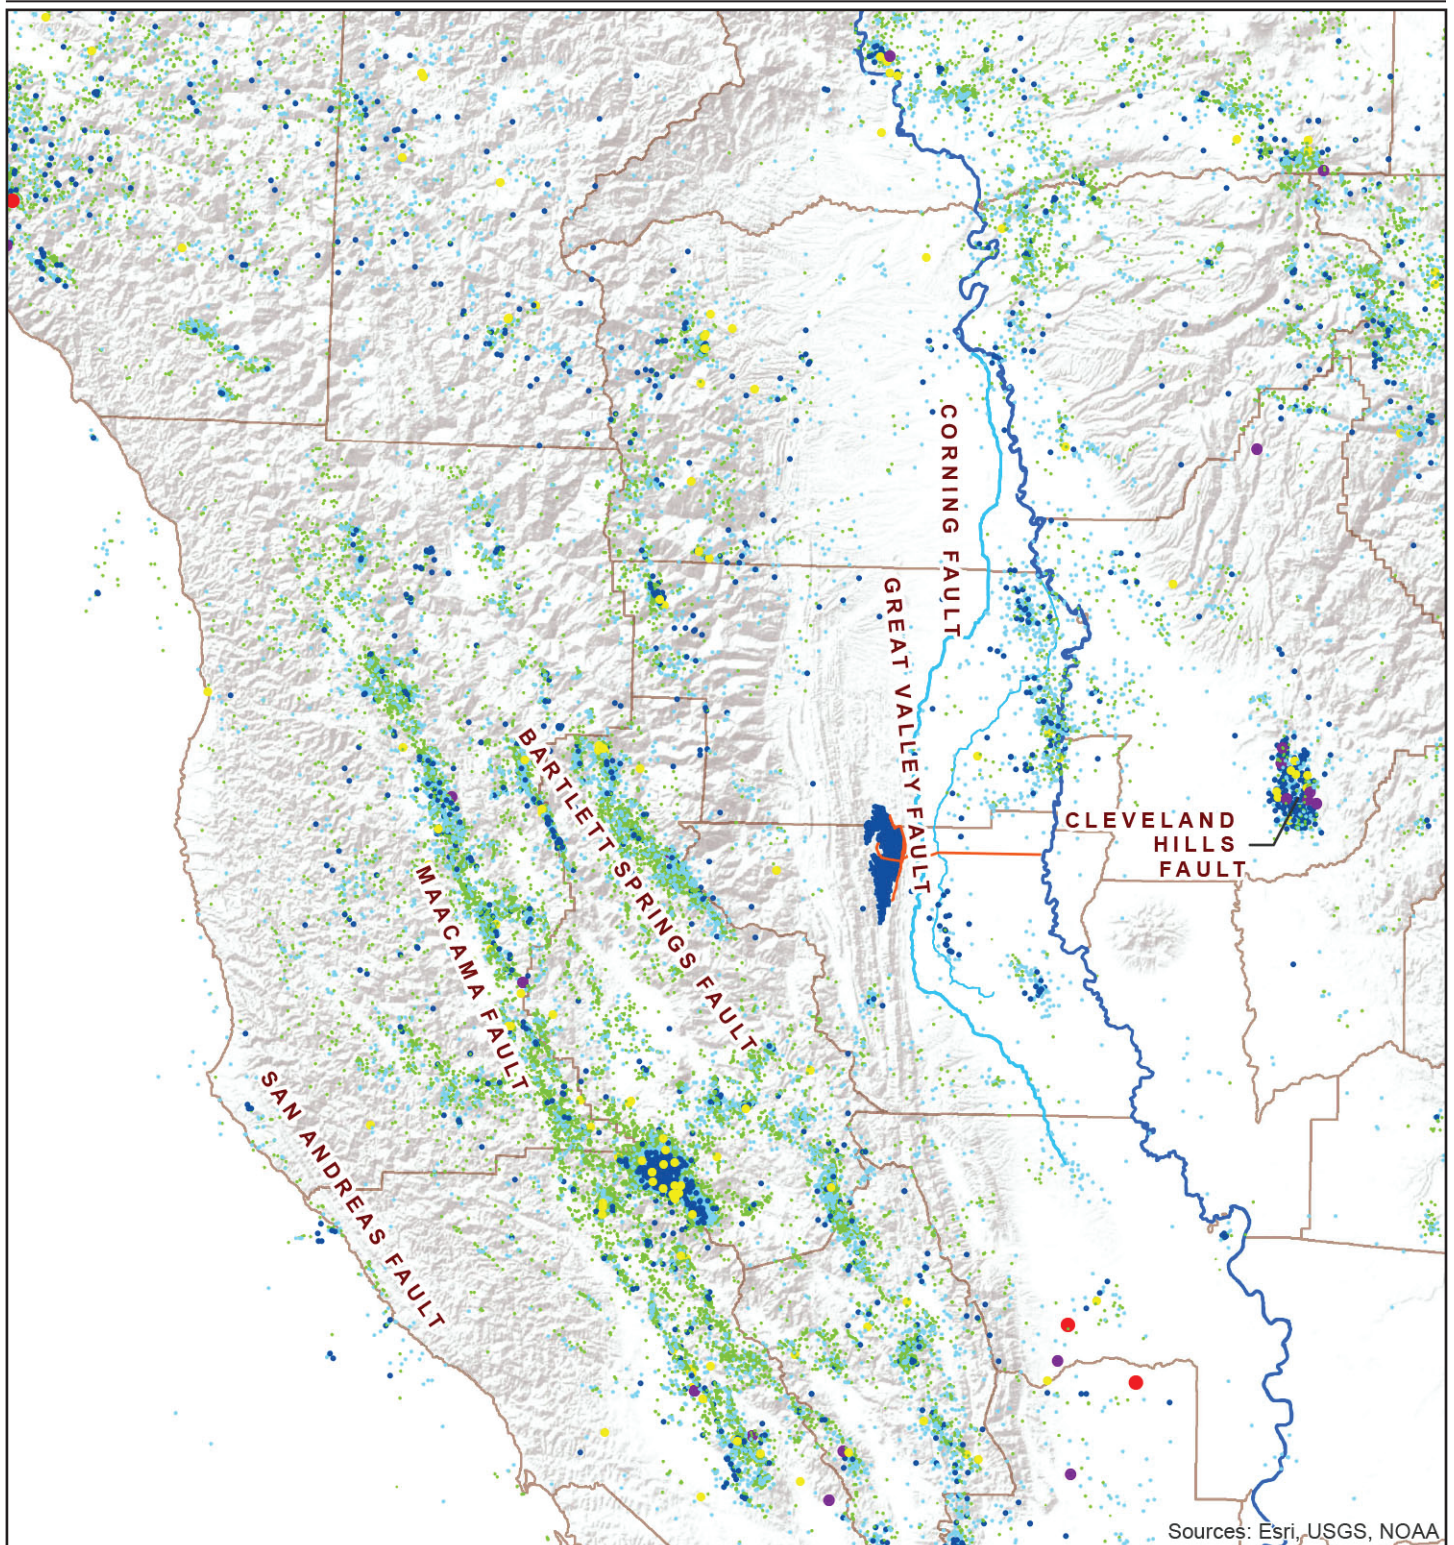 CORNING FAULT
GREAT VALLEY FAULT
BARTLETT SPRINGS FAULT
CLEVELAND
HILLS
FAULT
MAACAMA FAULT
SAN ANDREAS FAULT
Sources: Esri, USGS, NOAA